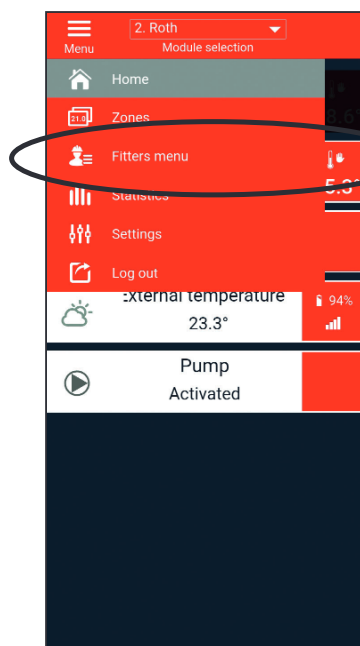 2. Roth
Menu
Module selection
Home
21.0
Zones
Fitters menu
Statistics
Settings
Log out
External temperature
94%
23.3°
Pump
Activated